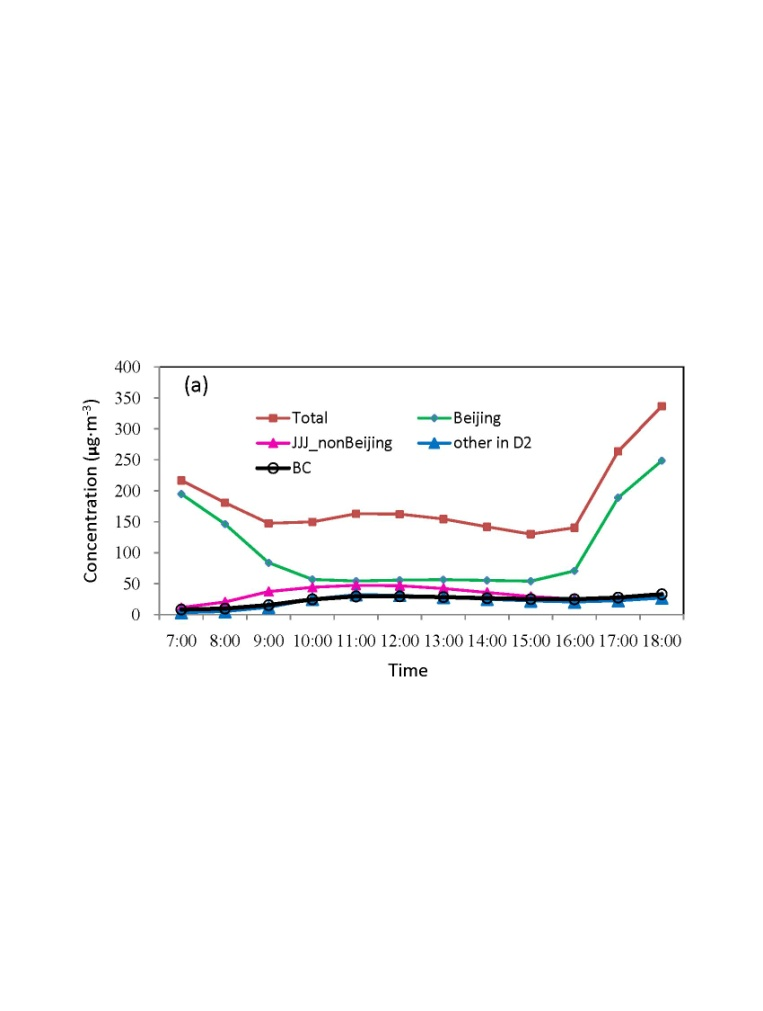 400
(a)
350
Total Beijing
300
JJJ_nonBeijing other in D2
250
BC
200
150
100
50
0
Concentration (μg·m⁻³)
7:00 8:00 9:00 10:00 11:00 12:00 13:00 14:00 15:00 16:00 17:00 18:00
Time